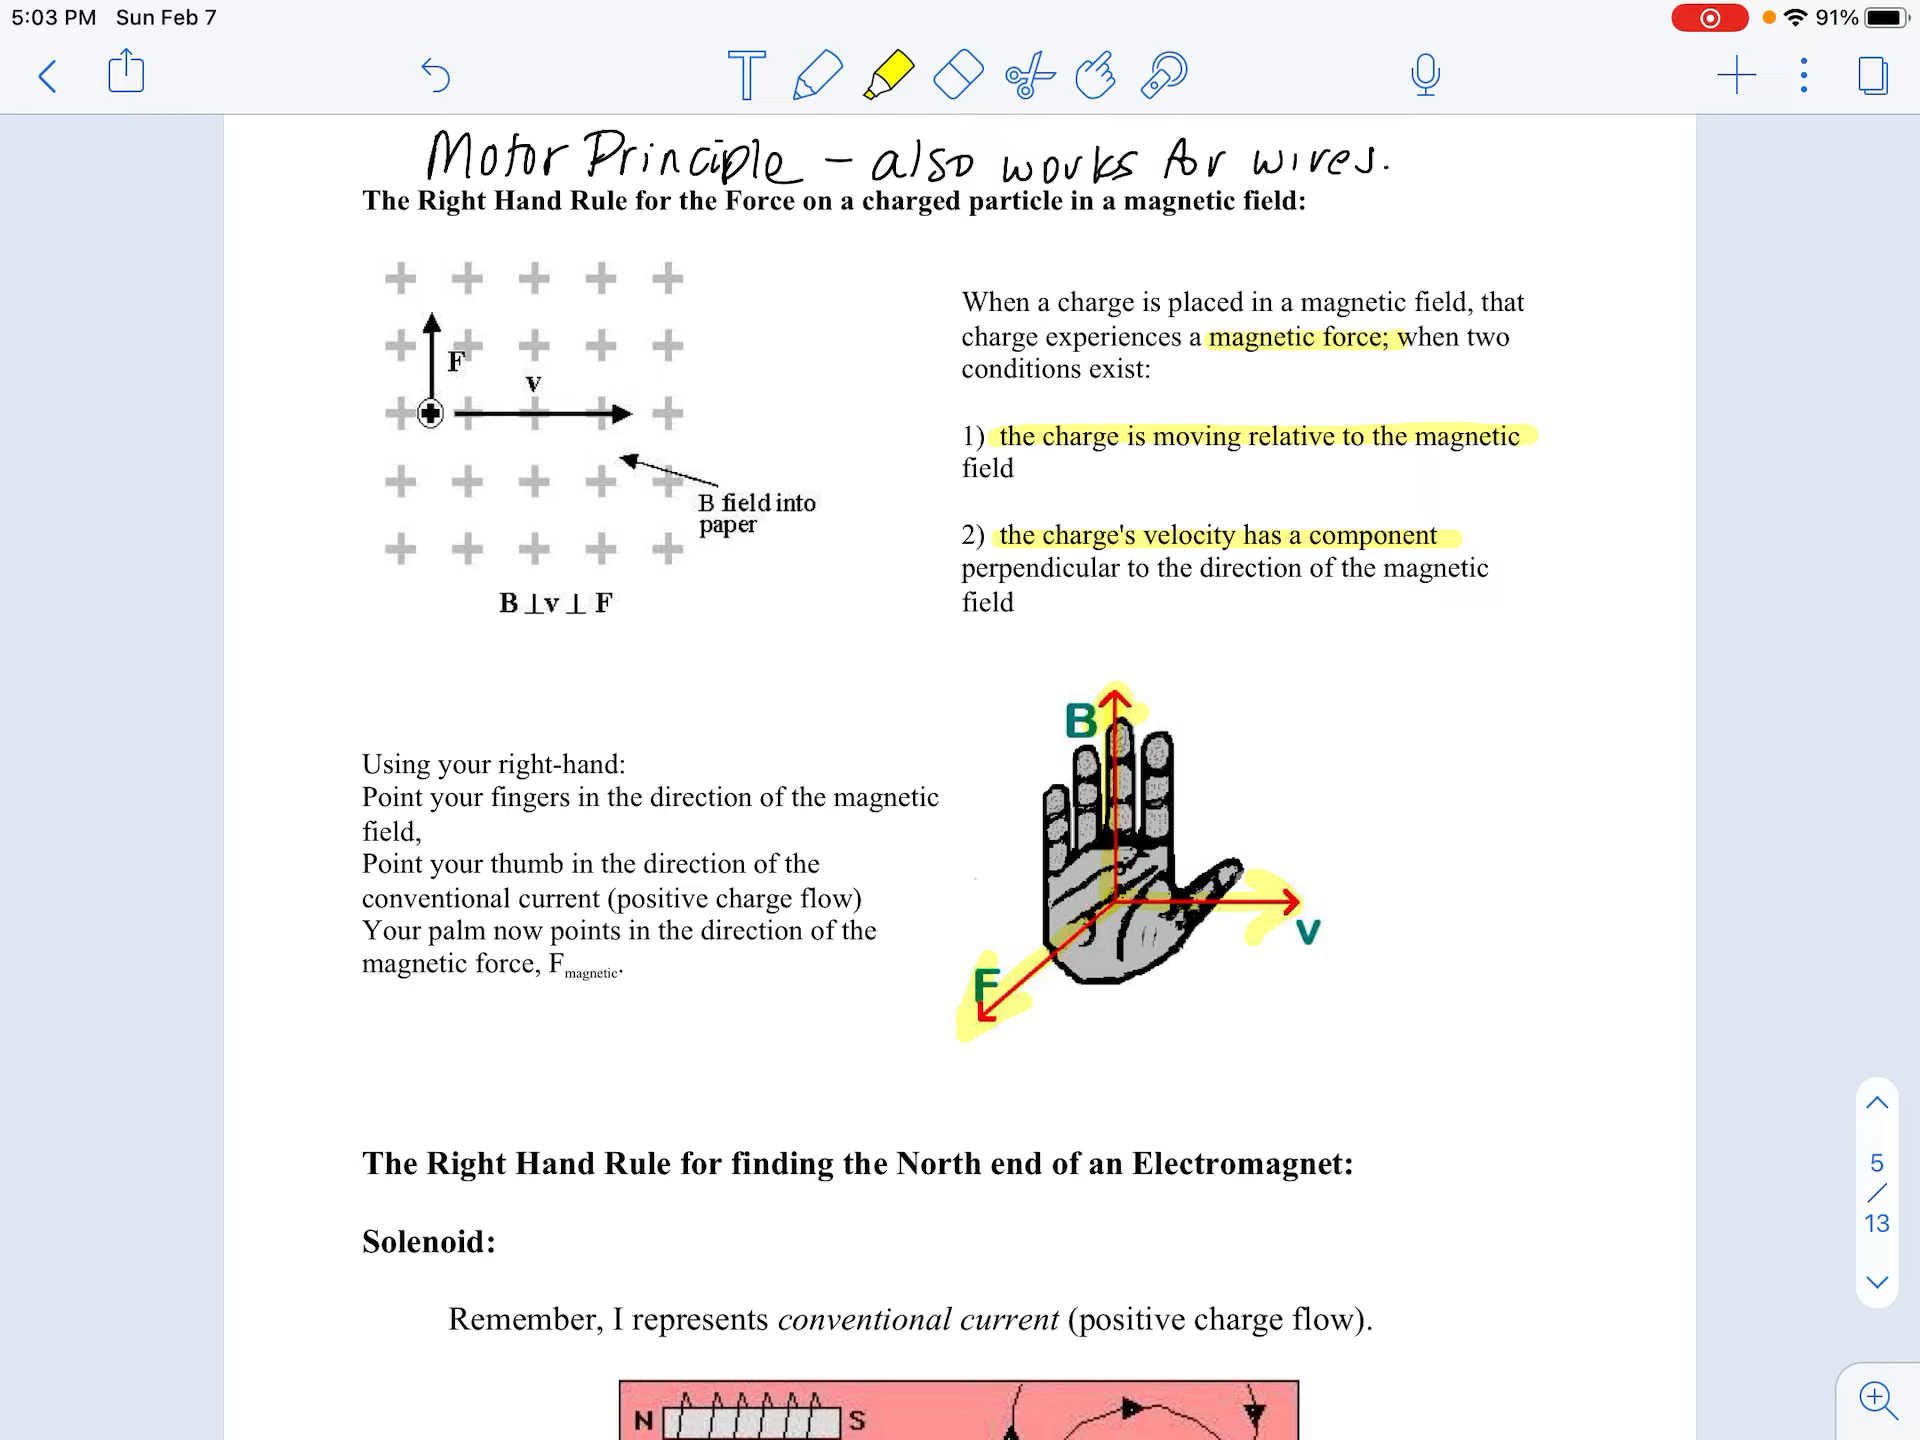 5:03 PM Sun Feb 7
91%
Motor Principle – also works for wires.
The Right Hand Rule for the Force on a charged particle in a magnetic field:
F
v
B field into
paper
B ⊥ v ⊥ F
When a charge is placed in a magnetic field, that
charge experiences a magnetic force; when two
conditions exist:
1) the charge is moving relative to the magnetic
field
2) the charge's velocity has a component
perpendicular to the direction of the magnetic
field
Using your right-hand:
Point your fingers in the direction of the magnetic
field,
Point your thumb in the direction of the
conventional current (positive charge flow)
Your palm now points in the direction of the
magnetic force, Fmagnetic.
B
v
F
The Right Hand Rule for finding the North end of an Electromagnet:
Solenoid:
Remember, I represents conventional current (positive charge flow).
N S
5
/
13